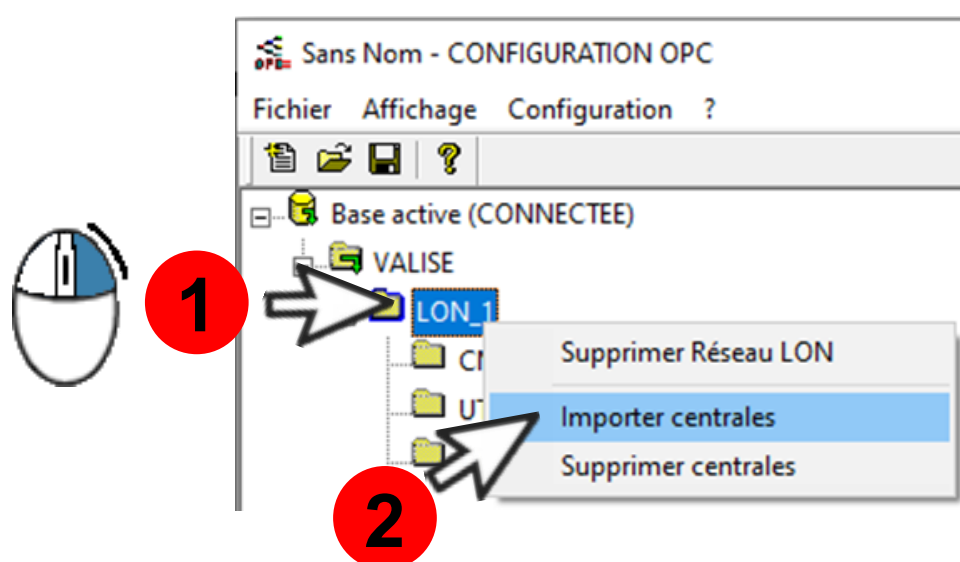 Sans Nom - CONFIGURATION OPC
Fichier Affichage Configuration ?
Base active (CONNECTEE)
VALISE
1
LON_1
Supprimer Réseau LON
Importer centrales
Supprimer centrales
2